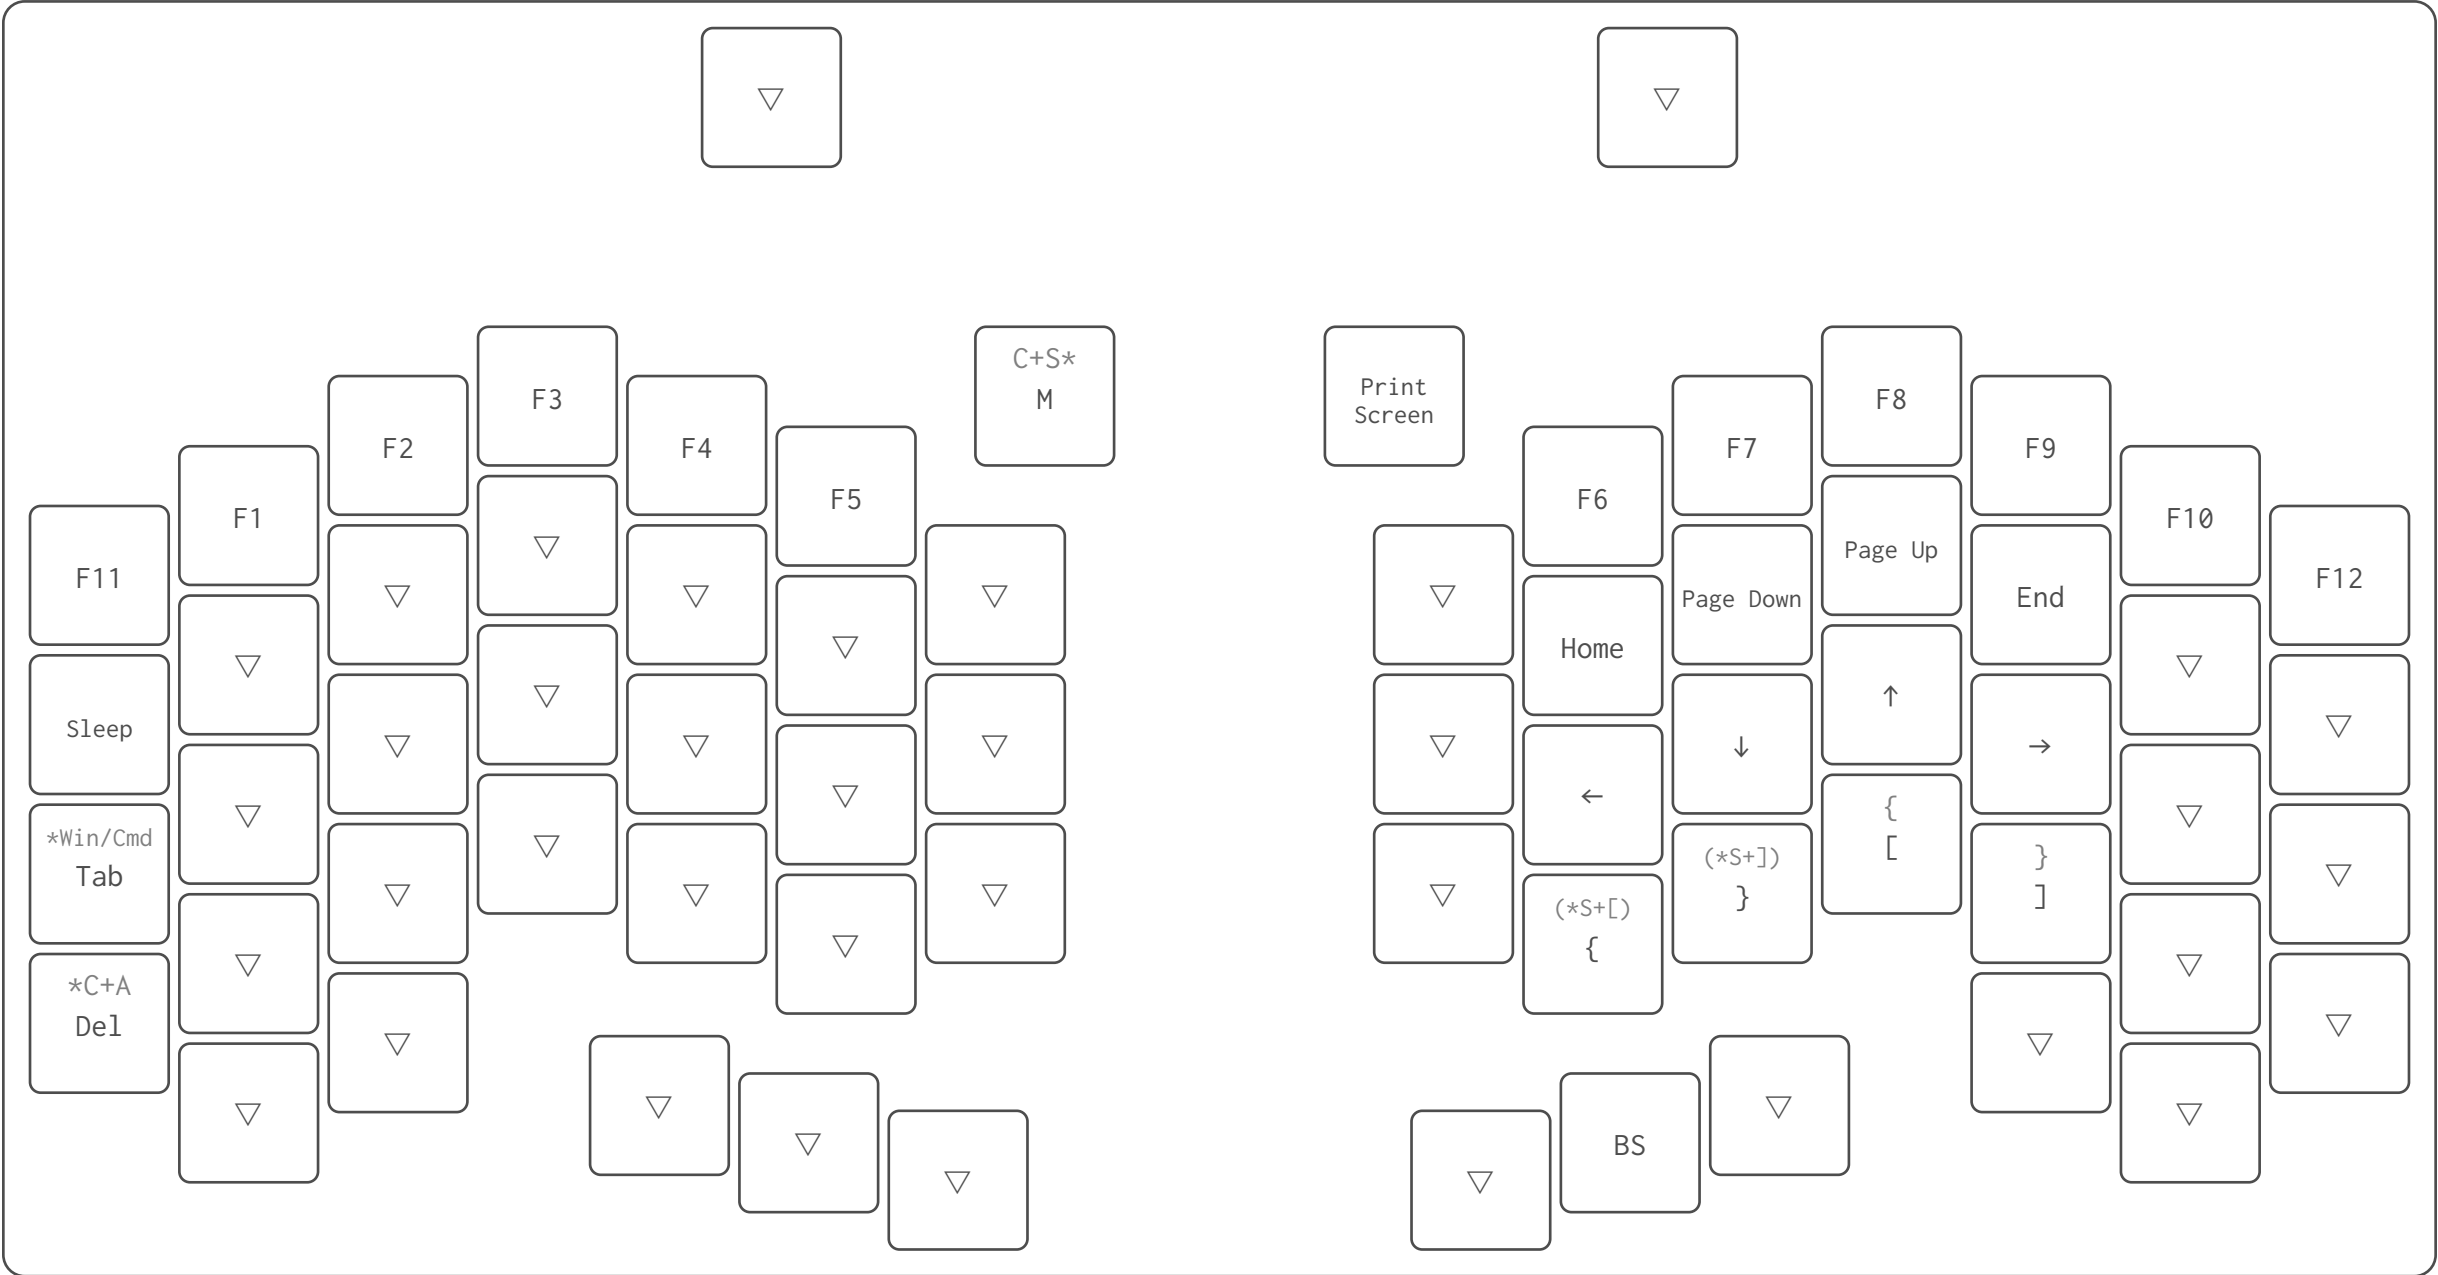 ▽
▽
F3
C+S*
M
Print
Screen
F8
F2
F4
F7
F9
F5
F6
F1
F10
▽
Page Up
F11
▽
▽
▽
▽
Page Down
End
F12
▽
Home
▽
▽
▽
↑
Sleep
▽
▽
▽
▽
↓
→
▽
▽
←
*Win/Cmd
Tab
▽
▽
{
[
▽
▽
▽
▽
▽
▽
(*S+])
}
}
]
▽
(*S+[)
{
▽
▽
*C+A
Del
▽
▽
▽
▽
▽
▽
▽
▽
BS
▽
▽
▽